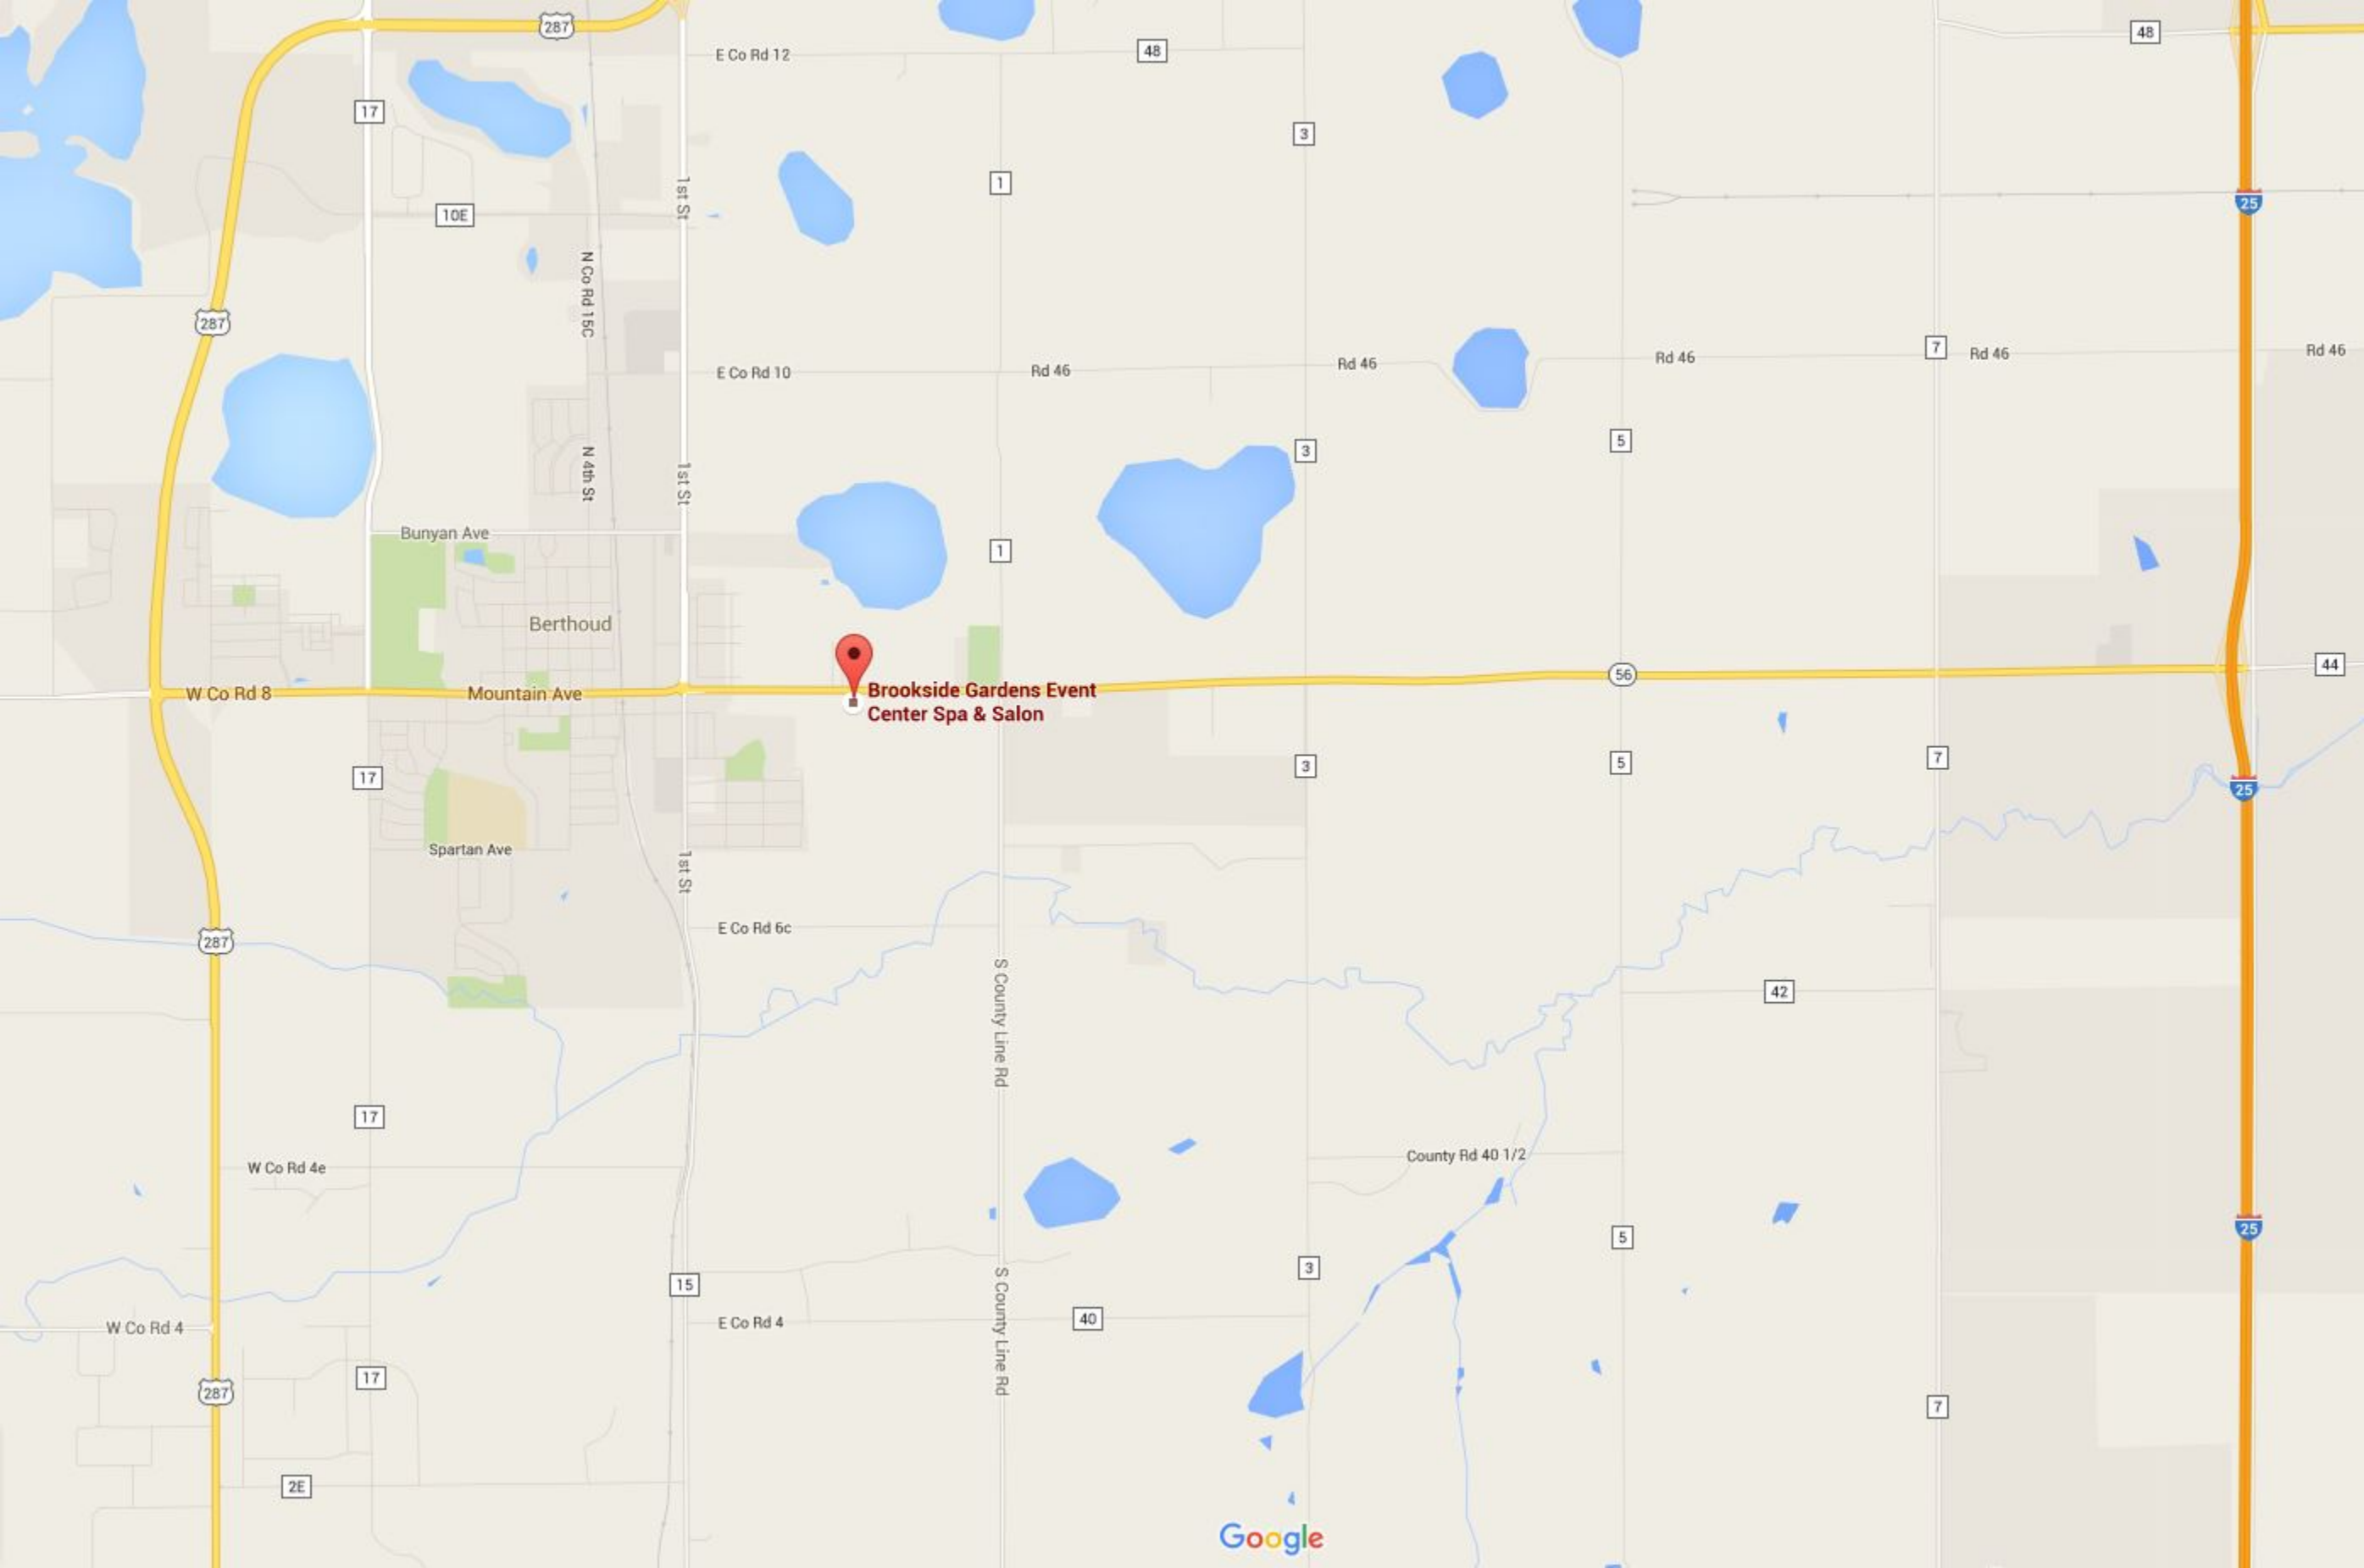 287
E Co Rd 12
48
48
17
3
1
1st St
25
10E
N Co Rd 15C
287
7
Rd 46
Rd 46
Rd 46
Rd 46
Rd 46
E Co Rd 10
5
3
N 4th St
1st St
Bunyan Ave
1
Berthoud
44
56
W Co Rd 8
Mountain Ave
Brookside Gardens Event
Center Spa & Salon
7
5
3
17
25
Spartan Ave
1st St
E Co Rd 6c
287
42
S County Line Rd
17
County Rd 40 1/2
W Co Rd 4e
25
5
3
15
40
E Co Rd 4
W Co Rd 4
S County Line Rd
17
287
7
2E
Google